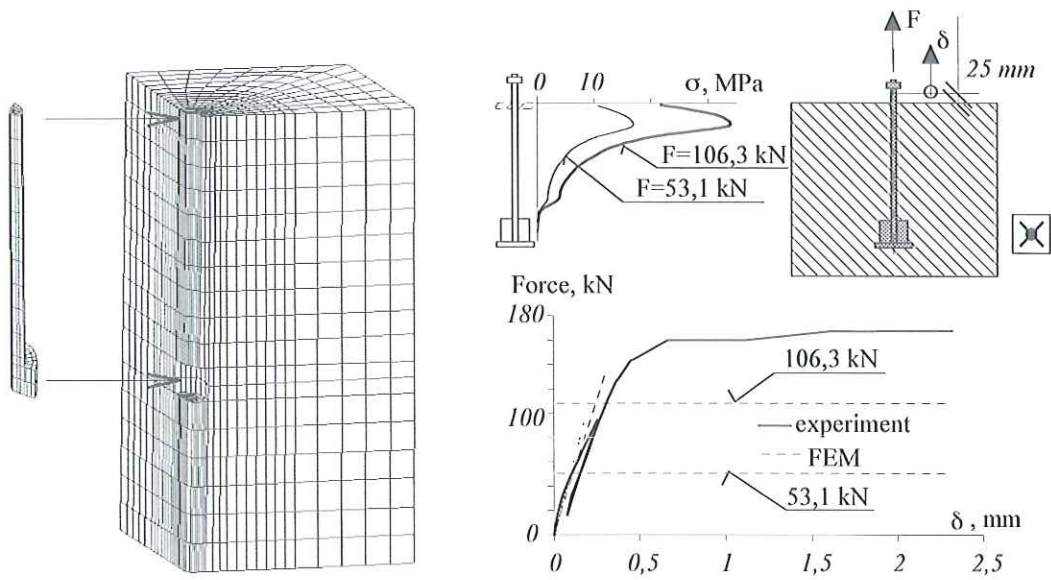 0 10 σ, MPa
F=106,3 kN
F=53,1 kN
F
δ
25 mm
Force, kN
180
106,3 kN
100
experiment
FEM
53,1 kN
0
δ , mm
0 0,5 1 1,5 2 2,5